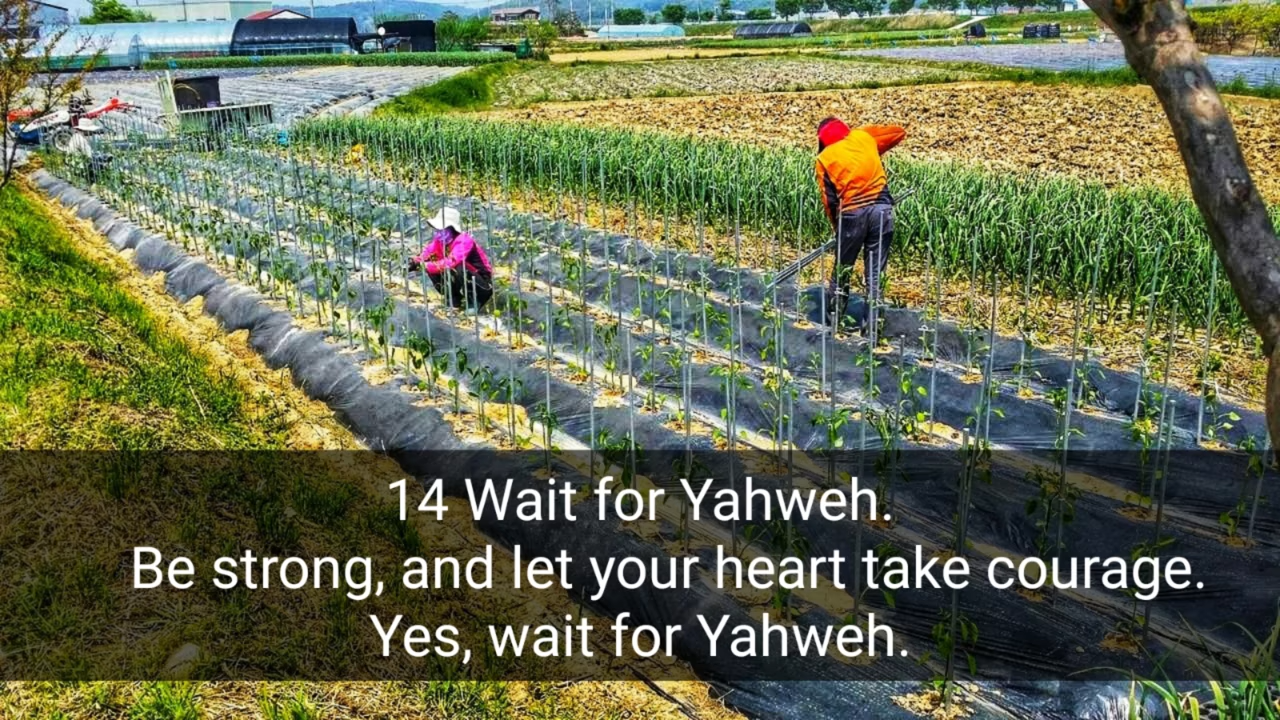 14 Wait for Yahweh.
Be strong, and let your heart take courage.
Yes, wait for Yahweh.